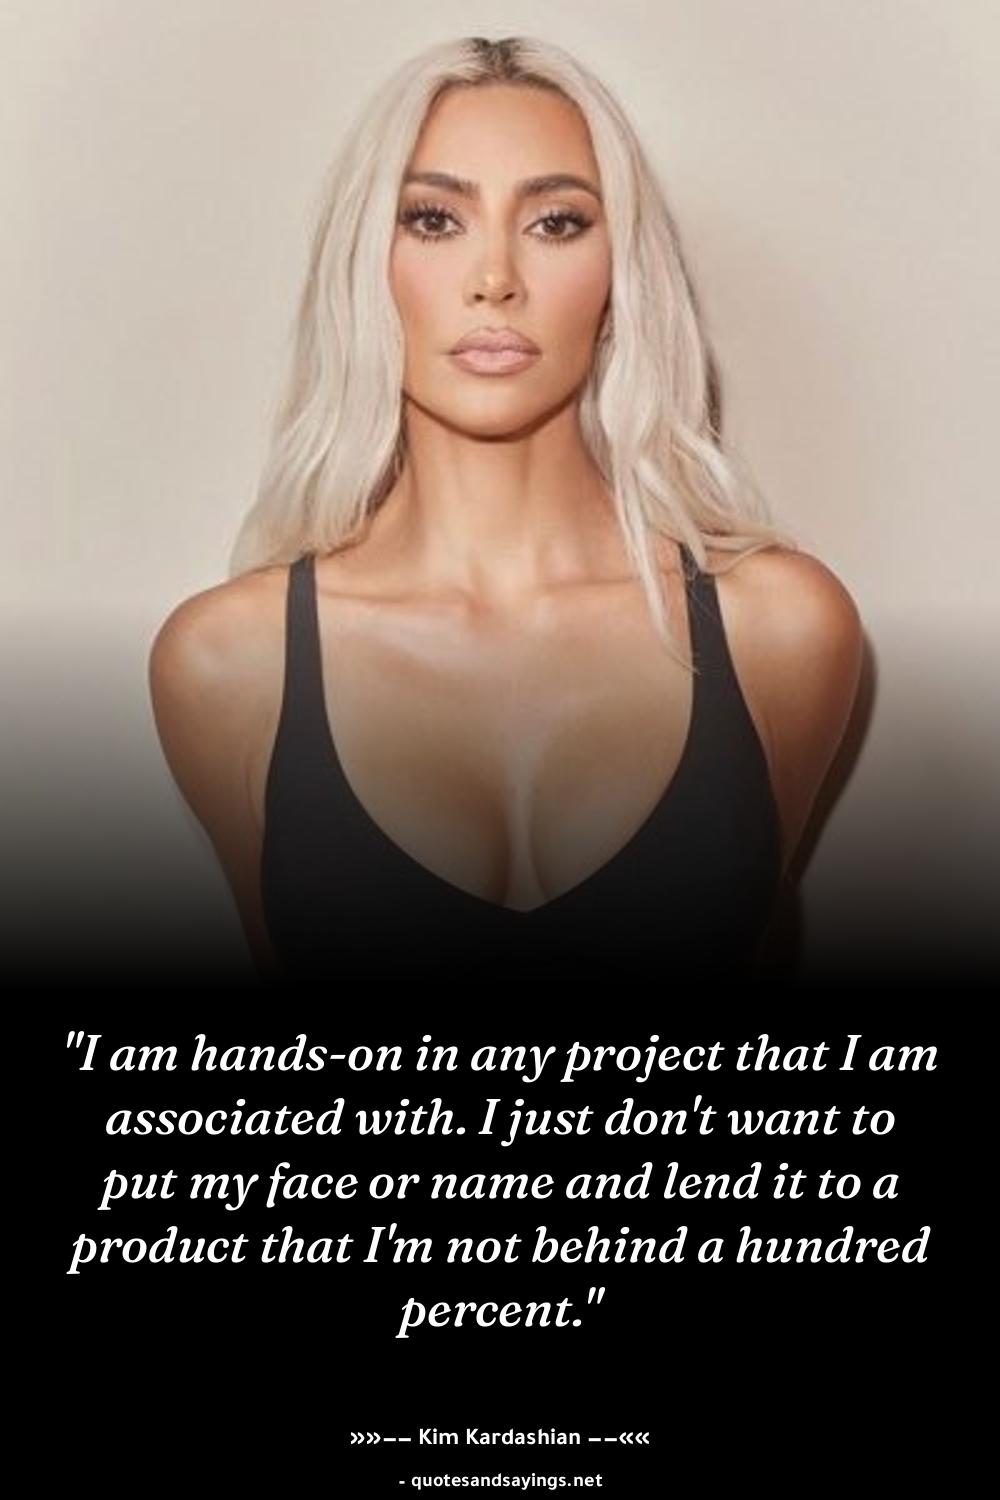 "I am hands-on in any project that I am
associated with. I just don't want to
put my face or name and lend it to a
product that I'm not behind a hundred
percent."
»»–– Kim Kardashian ––««
- quotesandsayings.net